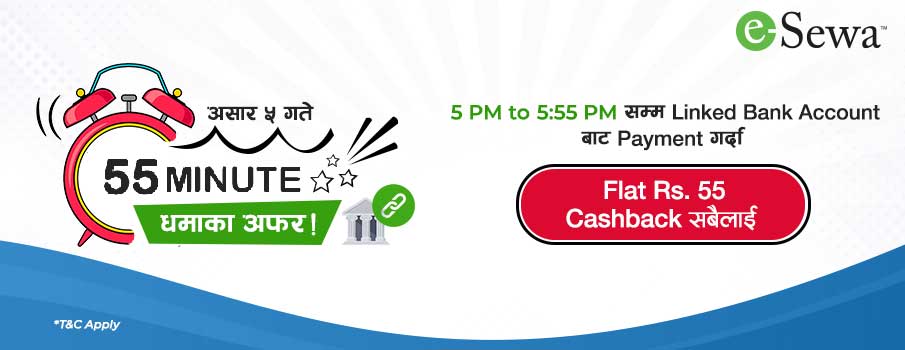 e-Sewa™
असार ५ गते
55 MINUTE
धमाका अफर!
5 PM to 5:55 PM सम्म Linked Bank Account
बाट Payment गर्दा
Flat Rs. 55
Cashback सबैलाई
*T&C Apply